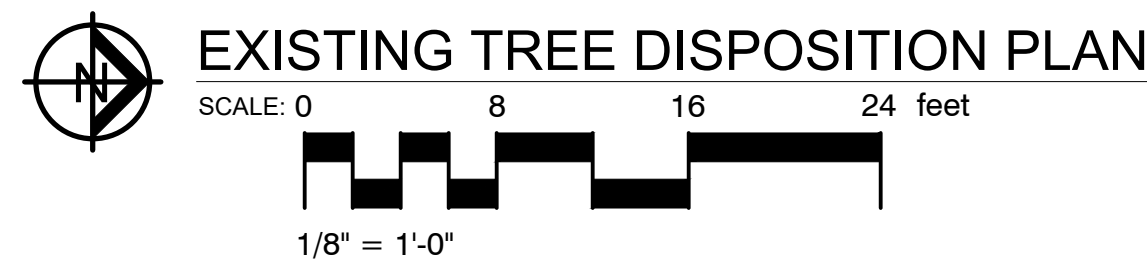 N
EXISTING TREE DISPOSITION PLAN
SCALE: 0 8 16 24 feet
1/8" = 1'-0"